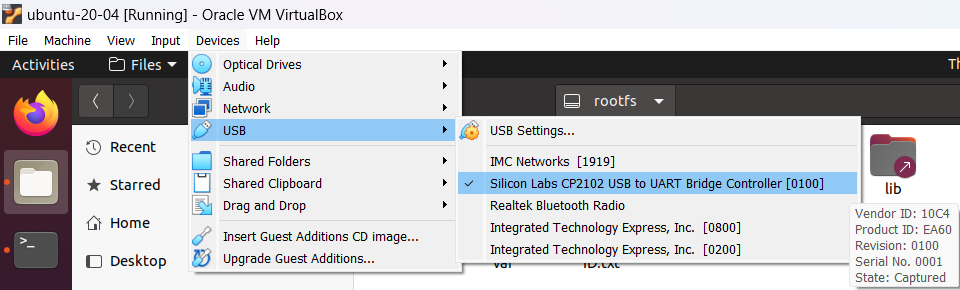 ubuntu-20-04 [Running] - Oracle VM VirtualBox
File Machine View Input Devices Help
Activities Files Th
Optical Drives
Audio
Network
USB
Shared Folders
Shared Clipboard
Drag and Drop
Insert Guest Additions CD image...
Upgrade Guest Additions...
rootfs
Recent
Starred
Home
Desktop
USB Settings...
IMC Networks [1919]
Silicon Labs CP2102 USB to UART Bridge Controller [0100]
Realtek Bluetooth Radio
Integrated Technology Express, Inc. [0800]
Integrated Technology Express, Inc. [0200]
lib
Vendor ID: 10C4
Product ID: EA60
Revision: 0100
Serial No. 0001
State: Captured
var ID.txt